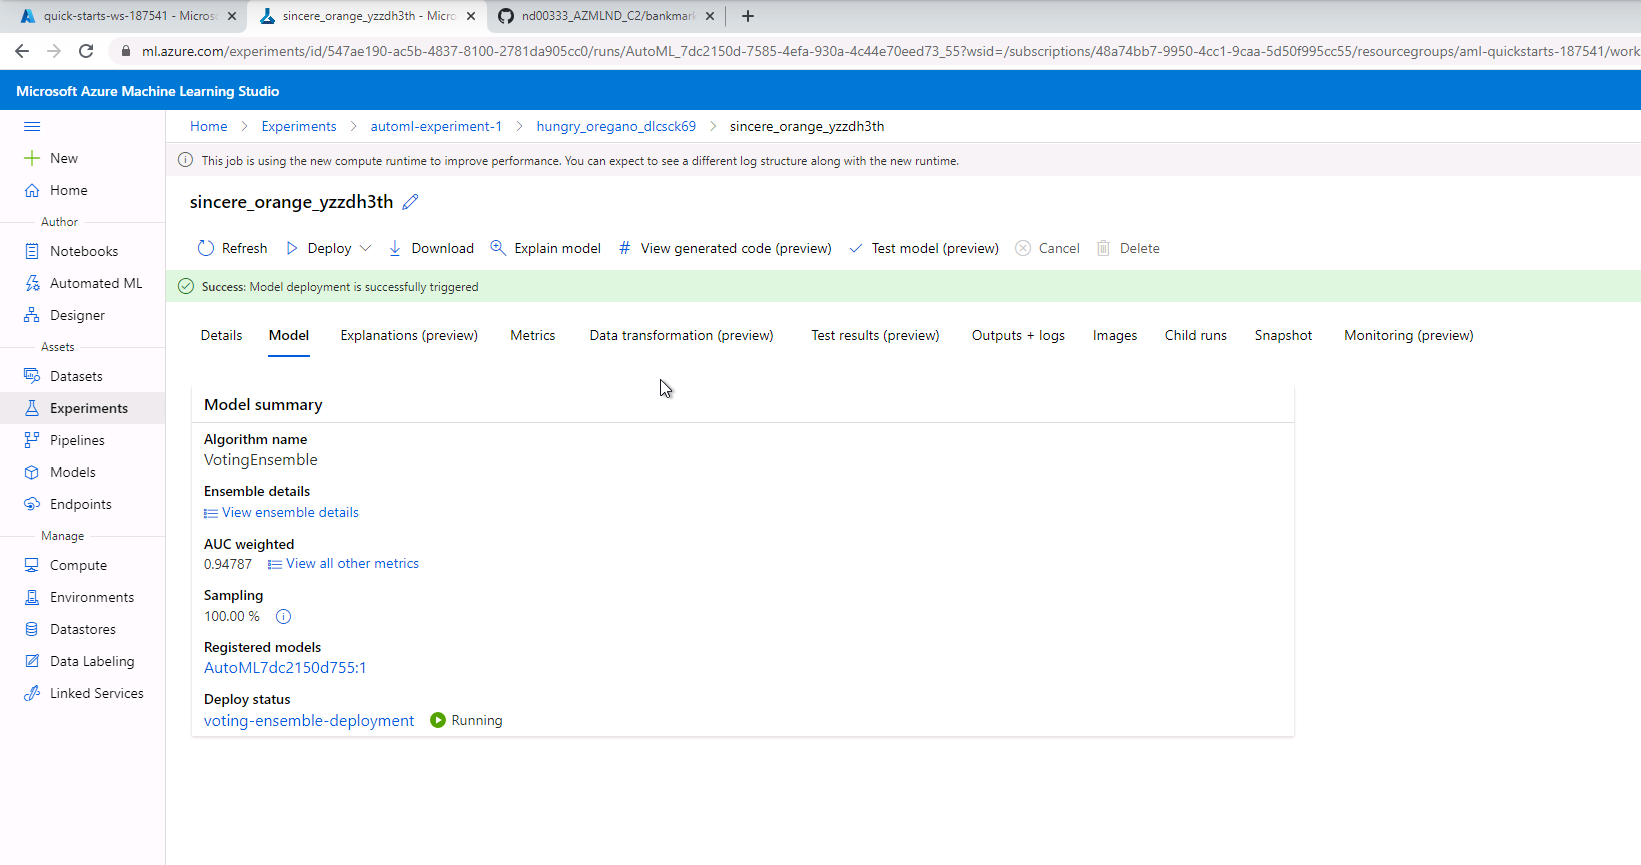 quick-starts-ws-187541 - Micros
sincere_orange_yzzdh3th - Micro
nd00333_AZMLND_C2/bankmark
ml.azure.com/experiments/id/547ae190-ac5b-4837-8100-2781da905cc0/runs/AutoML_7dc2150d-7585-4efa-930a-4c44e70eed73_55?wsid=/subscriptions/48a74bb7-9950-4cc1-9caa-5d50f995cc55/resourcegroups/aml-quickstarts-187541/work
Microsoft Azure Machine Learning Studio
New
Home
Author
Notebooks
Automated ML
Designer
Assets
Datasets
Experiments
Pipelines
Models
Endpoints
Manage
Compute
Environments
Datastores
Data Labeling
Linked Services
Home > Experiments > automl-experiment-1 > hungry_oregano_dlcsck69 > sincere_orange_yzzdh3th
This job is using the new compute runtime to improve performance. You can expect to see a different log structure along with the new runtime.
sincere_orange_yzzdh3th
Refresh Deploy Download Explain model # View generated code (preview) Test model (preview) Cancel Delete
Success: Model deployment is successfully triggered
Details Model Explanations (preview) Metrics Data transformation (preview) Test results (preview) Outputs + logs Images Child runs Snapshot Monitoring (preview)
Model summary
Algorithm name
VotingEnsemble
Ensemble details
View ensemble details
AUC weighted
0.94787 View all other metrics
Sampling
100.00 %
Registered models
AutoML7dc2150d755:1
Deploy status
voting-ensemble-deployment Running